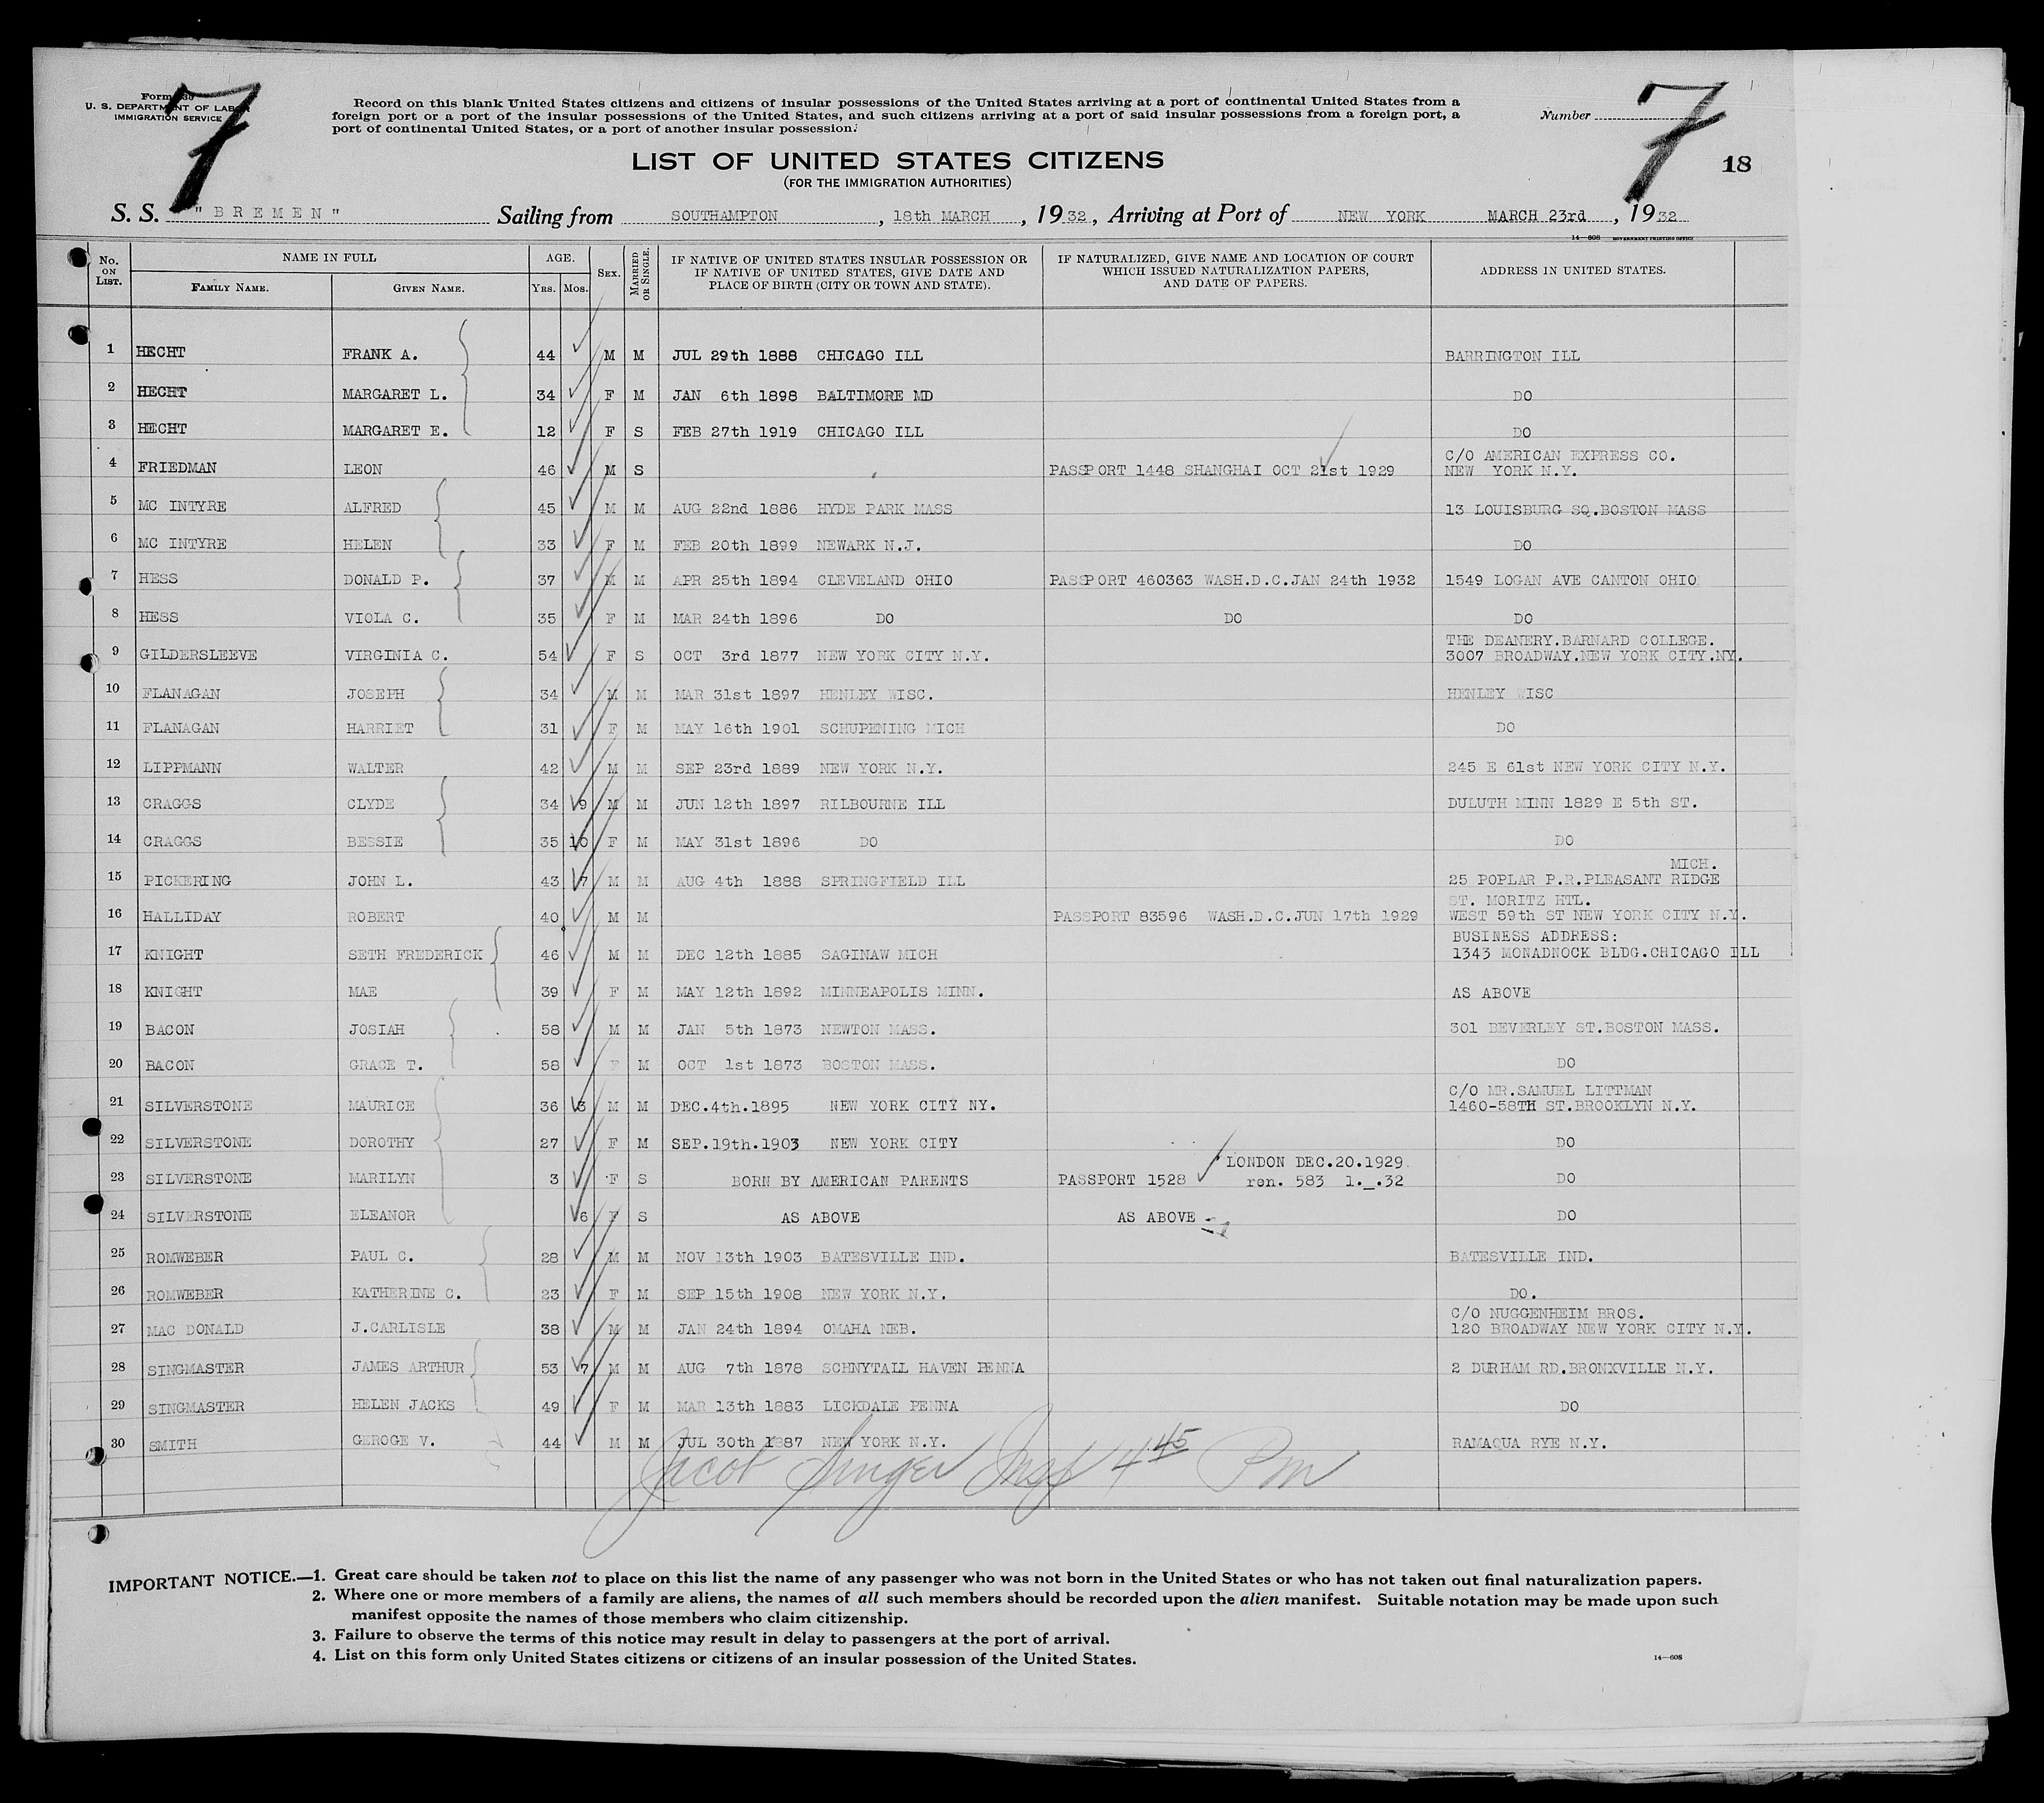 Form
U. S. DEPARTMENT OF LABOR
IMMIGRATION SERVICE
7
Record on this blank United States citizens and citizens of insular possessions of the United States arriving at a port of continental United States from a
foreign port or a port of the insular possessions of the United States, and such citizens arriving at a port of said insular possessions from a foreign port, a
port of continental United States, or a port of another insular possession.
Number
7
LIST OF UNITED STATES CITIZENS
(FOR THE IMMIGRATION AUTHORITIES)
18
S. S. "BREMEN" Sailing from SOUTHAMPTON, 18th MARCH, 1932, Arriving at Port of NEW YORK MARCH 23rd, 1932
14—608 GOVERNMENT PRINTING OFFICE
No. ON LIST. NAME IN FULL FAMILY NAME. GIVEN NAME. AGE. YRS. MOS. SEX. MARRIED OR SINGLE. IF NATIVE OF UNITED STATES INSULAR POSSESSION OR IF NATIVE OF UNITED STATES, GIVE DATE AND PLACE OF BIRTH (CITY OR TOWN AND STATE). IF NATURALIZED, GIVE NAME AND LOCATION OF COURT WHICH ISSUED NATURALIZATION PAPERS, AND DATE OF PAPERS. ADDRESS IN UNITED STATES.
1 HECHT FRANK A. 44 M M JUL 29th 1888 CHICAGO ILL BARRINGTON ILL
2 HECHT MARGARET L. 34 F M JAN 6th 1898 BALTIMORE MD DO
3 HECHT MARGARET E. 12 F S FEB 27th 1919 CHICAGO ILL DO
4 FRIEDMAN LEON 46 M S PASSPORT 1448 SHANGHAI OCT 21st 1929 C/O AMERICAN EXPRESS CO. NEW YORK N.Y.
5 MC INTYRE ALFRED 45 M M AUG 22nd 1886 HYDE PARK MASS 13 LOUISBURG SQ.BOSTON MASS
6 MC INTYRE HELEN 33 F M FEB 20th 1899 NEWARK N.J. DO
7 HESS DONALD P. 37 M M APR 25th 1894 CLEVELAND OHIO PASSPORT 460363 WASH.D.C.JAN 24th 1932 1549 LOGAN AVE CANTON OHIO
8 HESS VIOLA C. 35 F M MAR 24th 1896 DO DO DO
9 GILDERSLEEVE VIRGINIA C. 54 F S OCT 3rd 1877 NEW YORK CITY N.Y. THE DEANERY.BARNARD COLLEGE. 3007 BROADWAY.NEW YORK CITY.NY.
10 FLANAGAN JOSEPH 34 M M MAR 31st 1897 HENLEY WISC. HENLEY WISC
11 FLANAGAN HARRIET 31 F M MAY 16th 1901 SCHUPENING MICH DO
12 LIPPMANN WALTER 42 M M SEP 23rd 1889 NEW YORK N.Y. 245 E 61st NEW YORK CITY N.Y.
13 CRAGGS CLYDE 34 9 M M JUN 12th 1897 RILBOURNE ILL DULUTH MINN 1829 E 5th ST.
14 CRAGGS BESSIE 35 10 F M MAY 31st 1896 DO DO
15 PICKERING JOHN L. 43 7 M M AUG 4th 1888 SPRINGFIELD ILL 25 POPLAR P.R.PLEASANT RIDGE MICH.
16 HALLIDAY ROBERT 40 M M PASSPORT 83596 WASH.D.C.JUN 17th 1929 ST. MORITZ HTL. WEST 59th ST NEW YORK CITY N.Y.
17 KNIGHT SETH FREDERICK 46 M M DEC 12th 1885 SAGINAW MICH BUSINESS ADDRESS: 1343 MONADNOCK BLDG.CHICAGO ILL
18 KNIGHT MAE 39 F M MAY 12th 1892 MINNEAPOLIS MINN. AS ABOVE
19 BACON JOSIAH 58 M M JAN 5th 1873 NEWTON MASS. 301 BEVERLEY ST.BOSTON MASS.
20 BACON GRACE T. 58 F M OCT 1st 1873 BOSTON MASS. DO
21 SILVERSTONE MAURICE 36 3 M M DEC.4th.1895 NEW YORK CITY NY. C/O MR.SAMUEL LITTMAN 1460-58TH ST.BROOKLYN N.Y.
22 SILVERSTONE DOROTHY 27 F M SEP.19th.1903 NEW YORK CITY DO
23 SILVERSTONE MARILYN 3 F S BORN BY AMERICAN PARENTS PASSPORT 1528 LONDON DEC.20.1929. ren. 583 1._.32 DO
24 SILVERSTONE ELEANOR 6 F S AS ABOVE AS ABOVE DO
25 ROMWEBER PAUL C. 28 M M NOV 13th 1903 BATESVILLE IND. BATESVILLE IND.
26 ROMWEBER KATHERINE C. 23 F M SEP 15th 1908 NEW YORK N.Y. DO.
27 MAC DONALD J.CARLISLE 38 M M JAN 24th 1894 OMAHA NEB. C/O NUGGENHEIM BROS. 120 BROADWAY NEW YORK CITY N.Y.
28 SINGMASTER JAMES ARTHUR 53 7 M M AUG 7th 1878 SCHNYTALL HAVEN PENNA 2 DURHAM RD.BRONXVILLE N.Y.
29 SINGMASTER HELEN JACKS 49 F M MAR 13th 1883 LICKDALE PENNA DO
30 SMITH GEROGE V. 44 M M JUL 30th 1887 NEW YORK N.Y. RAMAQUA RYE N.Y.
Jacob Singer Insp 4 45 Pm
IMPORTANT NOTICE.—1. Great care should be taken not to place on this list the name of any passenger who was not born in the United States or who has not taken out final naturalization papers.
2. Where one or more members of a family are aliens, the names of all such members should be recorded upon the alien manifest. Suitable notation may be made upon such
manifest opposite the names of those members who claim citizenship.
3. Failure to observe the terms of this notice may result in delay to passengers at the port of arrival.
4. List on this form only United States citizens or citizens of an insular possession of the United States.
14—608